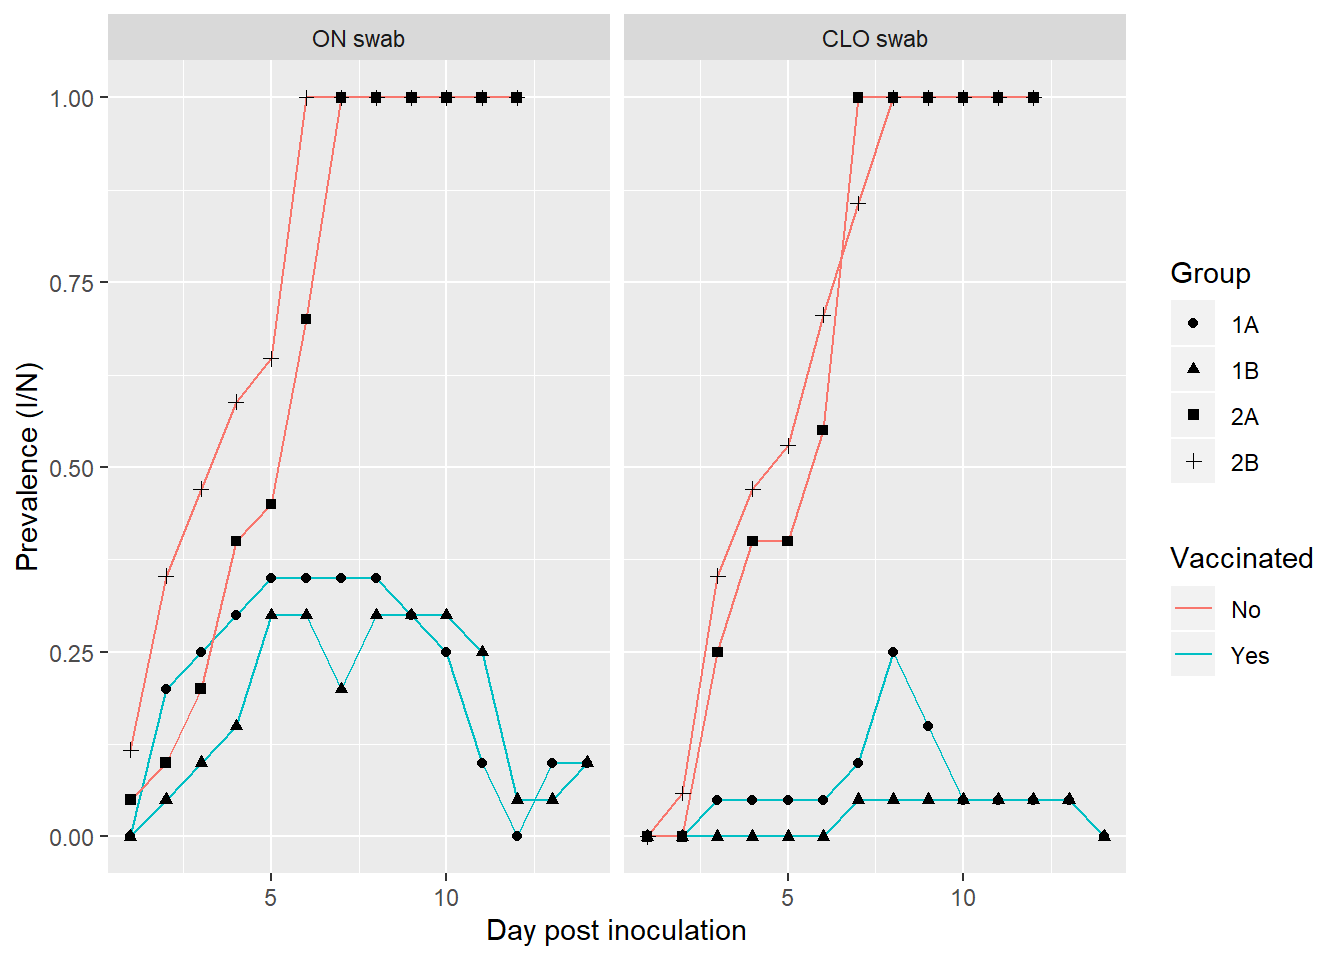 ON swab
CLO swab
1.00
0.75
0.50
0.25
0.00
Prevalence (I/N)
5
10
5
10
Day post inoculation
Group
1A
1B
2A
2B
Vaccinated
No
Yes